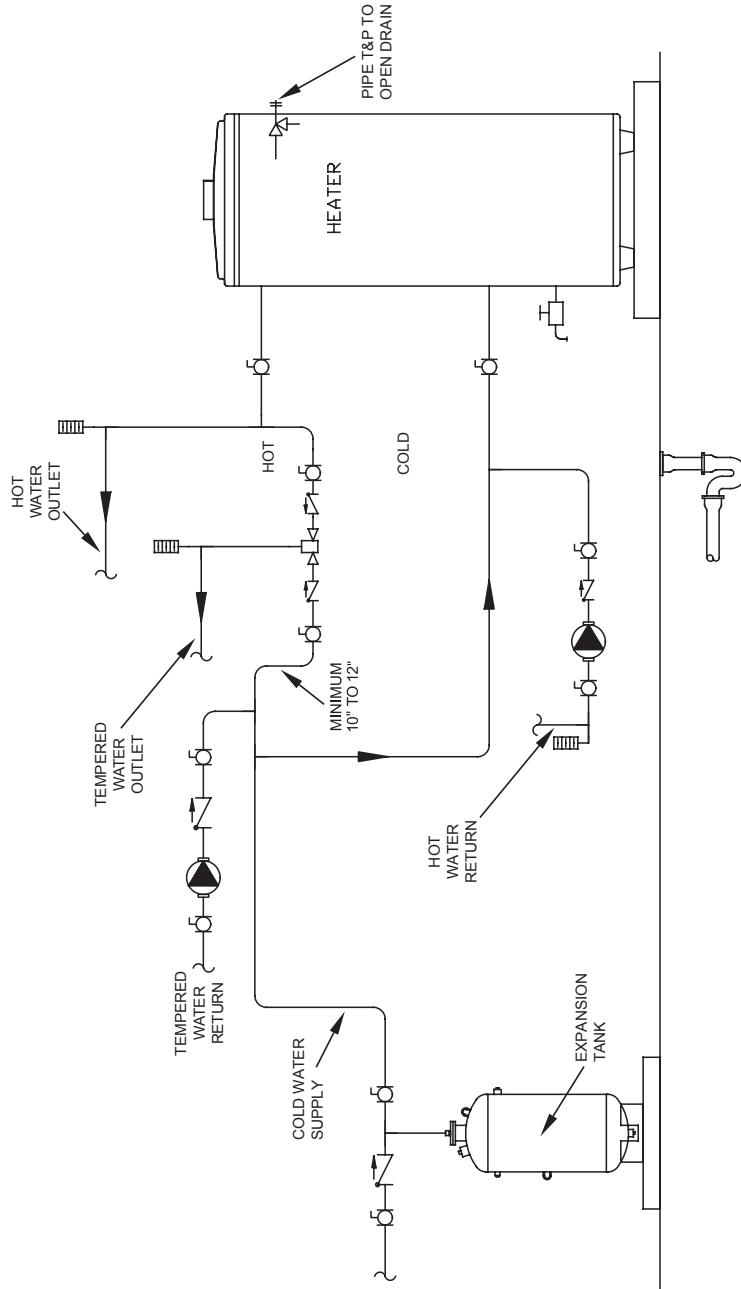 PIPE T&P TO
OPEN DRAIN
HEATER
HOT
WATER
OUTLET
HOT
COLD
TEMPERED
WATER
OUTLET
MINIMUM
10" TO 12"
HOT
WATER
RETURN
TEMPERED
WATER
RETURN
COLD WATER
SUPPLY
EXPANSION
TANK